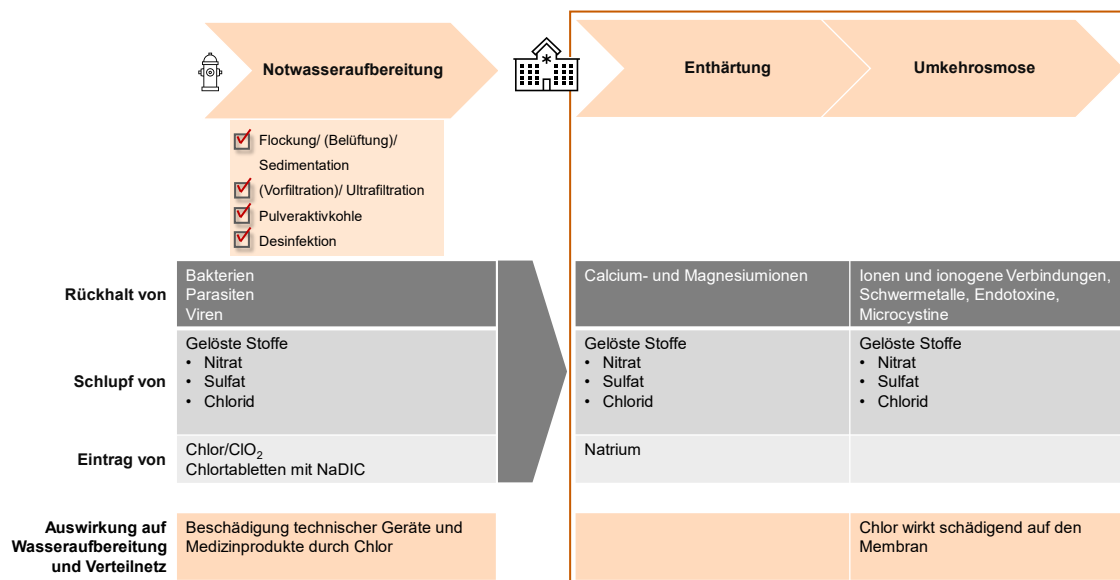 Notwasseraufbereitung
Enthärtung
Umkehrosmose
Flockung/ (Belüftung)/
Sedimentation
(Vorfiltration)/ Ultrafiltration
Pulveraktivkohle
Desinfektion
Rückhalt von
Bakterien
Parasiten
Viren
Calcium- und Magnesiumionen
Ionen und ionogene Verbindungen,
Schwermetalle, Endotoxine,
Microcystine
Schlupf von
Gelöste Stoffe
• Nitrat
• Sulfat
• Chlorid
Gelöste Stoffe
• Nitrat
• Sulfat
• Chlorid
Gelöste Stoffe
• Nitrat
• Sulfat
• Chlorid
Eintrag von
Chlor/ClO₂
Chlortabletten mit NaDIC
Natrium
Auswirkung auf
Wasseraufbereitung
und Verteilnetz
Beschädigung technischer Geräte und
Medizinprodukte durch Chlor
Chlor wirkt schädigend auf den
Membran